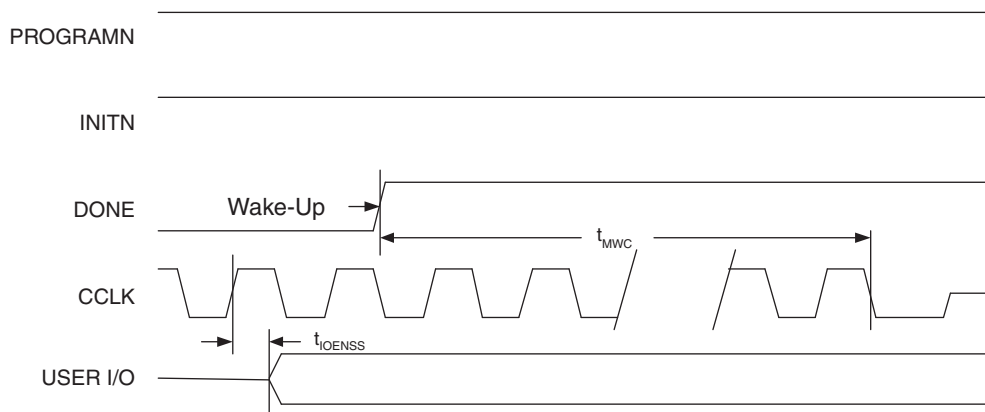 PROGRAMN
INITN
DONE
Wake-Up
tMWC
CCLK
tIOENSS
USER I/O